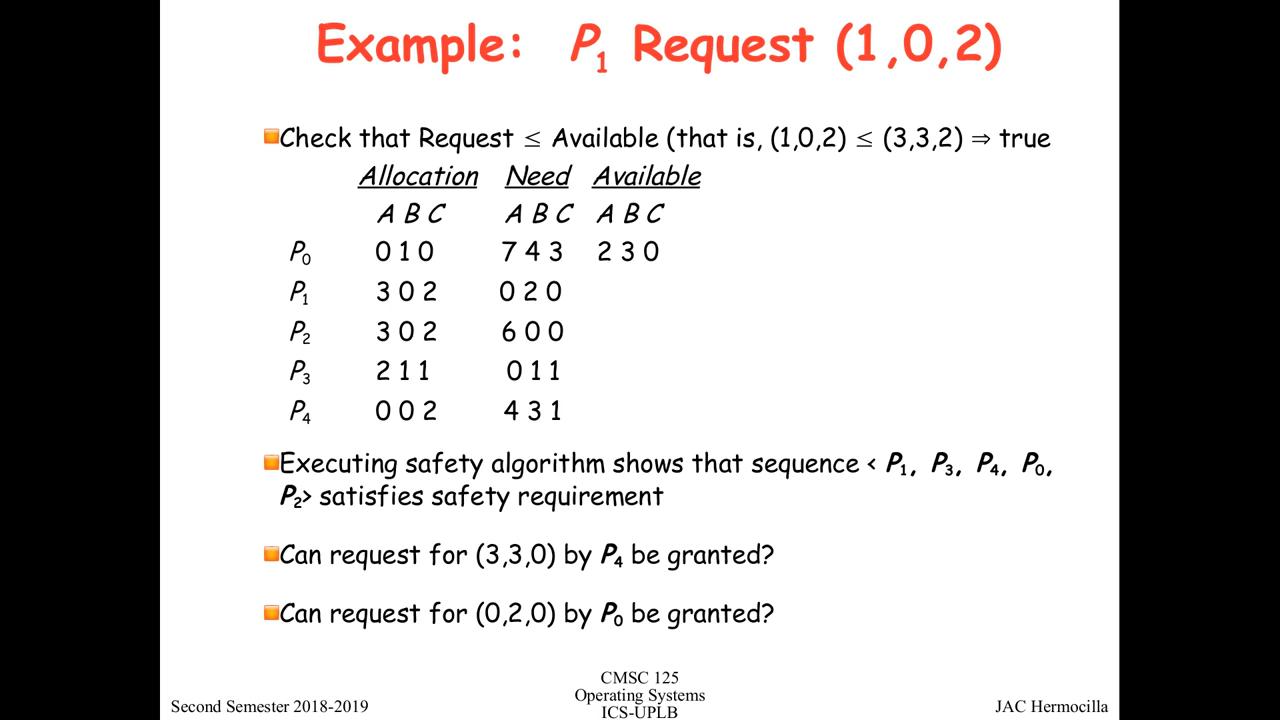 Example: P1 Request (1,0,2)
Check that Request ≤ Available (that is, (1,0,2) ≤ (3,3,2) ⇒ true
Allocation Need Available
A B C A B C A B C
P0 0 1 0 7 4 3 2 3 0
P1 3 0 2 0 2 0
P2 3 0 2 6 0 0
P3 2 1 1 0 1 1
P4 0 0 2 4 3 1
Executing safety algorithm shows that sequence < P1, P3, P4, P0,
P2> satisfies safety requirement
Can request for (3,3,0) by P4 be granted?
Can request for (0,2,0) by P0 be granted?
Second Semester 2018-2019
CMSC 125
Operating Systems
ICS-UPLB
JAC Hermocilla